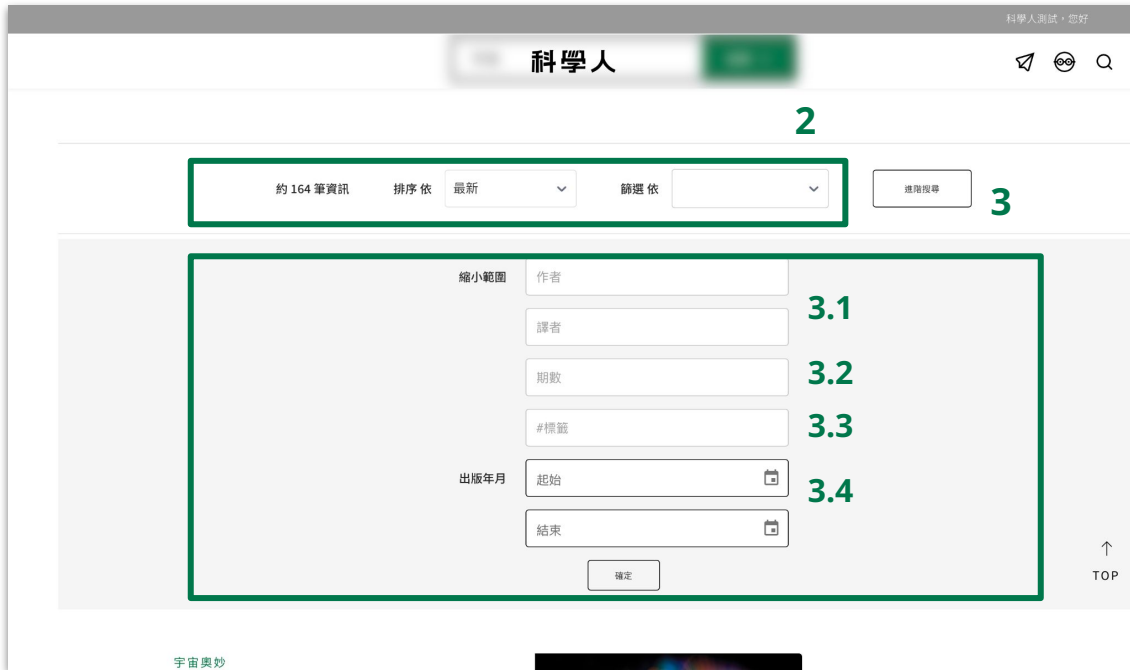 科學人測試，您好
科學人
2
約 164 筆資訊 排序 依 最新 篩選 依 進階搜尋
3
縮小範圍 作者
3.1
譯者
期數 3.2
#標籤 3.3
出版年月 起始
3.4
結束
確定
TOP
宇宙奧妙